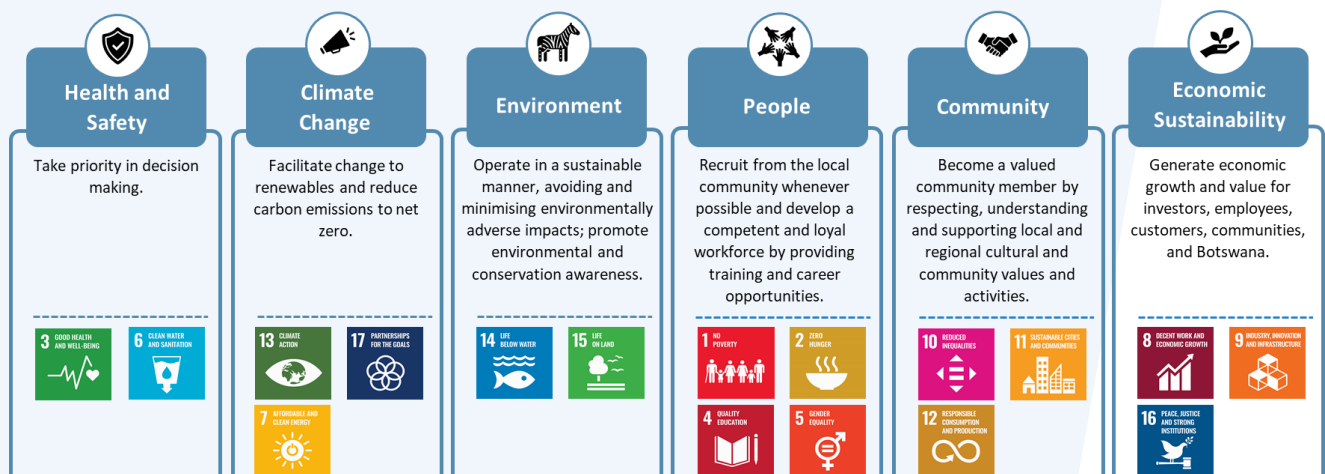 Health and
Safety
Take priority in decision
making.
3 GOOD HEALTH
AND WELL-BEING
6 CLEAN WATER
AND SANITATION
Climate
Change
Facilitate change to
renewables and reduce
carbon emissions to net
zero.
13 CLIMATE
ACTION
17 PARTNERSHIPS
FOR THE GOALS
7 AFFORDABLE AND
CLEAN ENERGY
Environment
Operate in a sustainable
manner, avoiding and
minimising environmentally
adverse impacts; promote
environmental and
conservation awareness.
14 LIFE
BELOW WATER
15 LIFE
ON LAND
People
Recruit from the local
community whenever
possible and develop a
competent and loyal
workforce by providing
training and career
opportunities.
1 NO
POVERTY
2 ZERO
HUNGER
4 QUALITY
EDUCATION
5 GENDER
EQUALITY
Community
Become a valued
community member by
respecting, understanding
and supporting local and
regional cultural and
community values and
activities.
10 REDUCED
INEQUALITIES
11 SUSTAINABLE CITIES
AND COMMUNITIES
12 RESPONSIBLE
CONSUMPTION
AND PRODUCTION
Economic
Sustainability
Generate economic
growth and value for
investors, employees,
customers, communities,
and Botswana.
8 DECENT WORK AND
ECONOMIC GROWTH
9 INDUSTRY, INNOVATION
AND INFRASTRUCTURE
16 PEACE, JUSTICE
AND STRONG
INSTITUTIONS